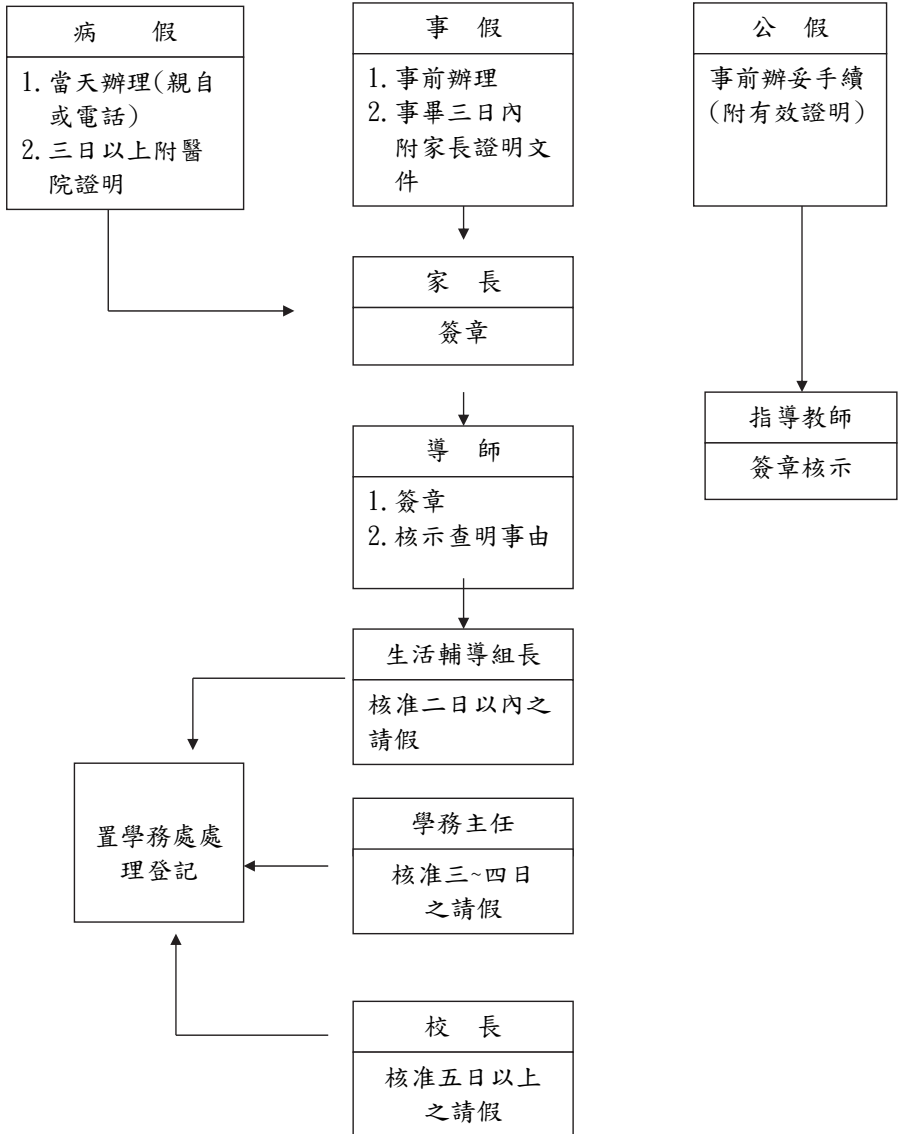 病 假
1.當天辦理(親自
或電話)
2.三日以上附醫
院證明
事 假
1.事前辦理
2.事畢三日內
附家長證明文
件
公 假
事前辦妥手續
(附有效證明)
家 長
簽章
指導教師
簽章核示
導 師
1.簽章
2.核示查明事由
生活輔導組長
核准二日以內之
請假
置學務處處
理登記
學務主任
核准三~四日
之請假
校 長
核准五日以上
之請假